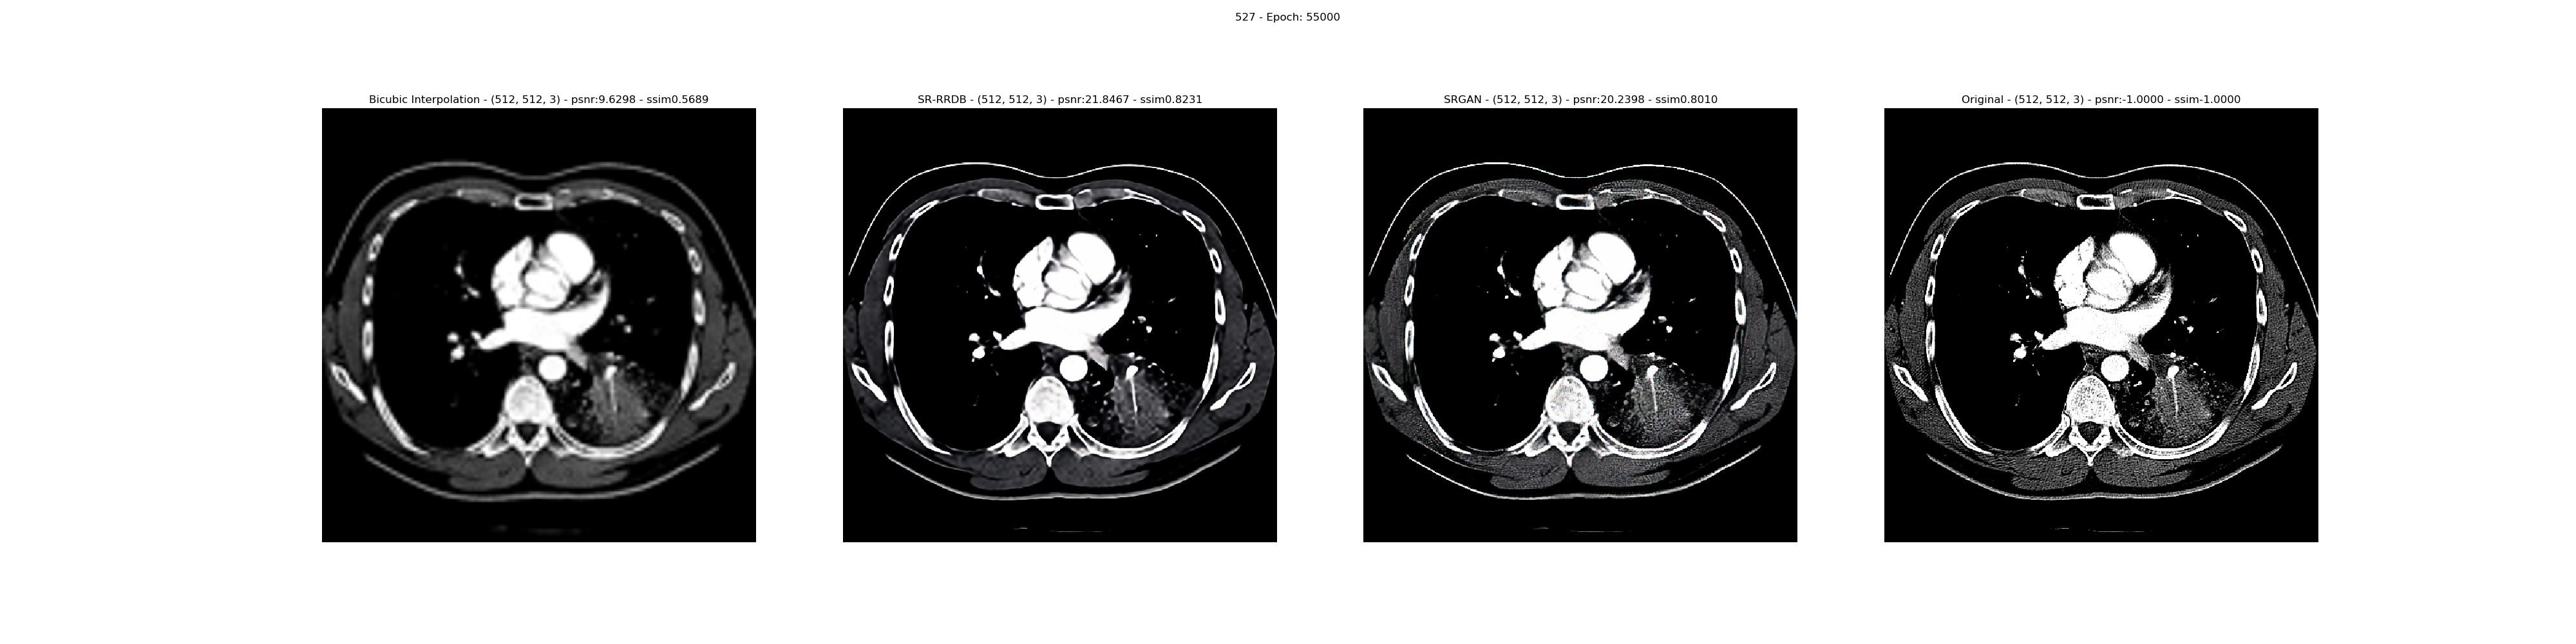 527 - Epoch: 55000
Bicubic Interpolation - (512, 512, 3) - psnr:9.6298 - ssim0.5689
SR-RRDB - (512, 512, 3) - psnr:21.8467 - ssim0.8231
SRGAN - (512, 512, 3) - psnr:20.2398 - ssim0.8010
Original - (512, 512, 3) - psnr:-1.0000 - ssim-1.0000